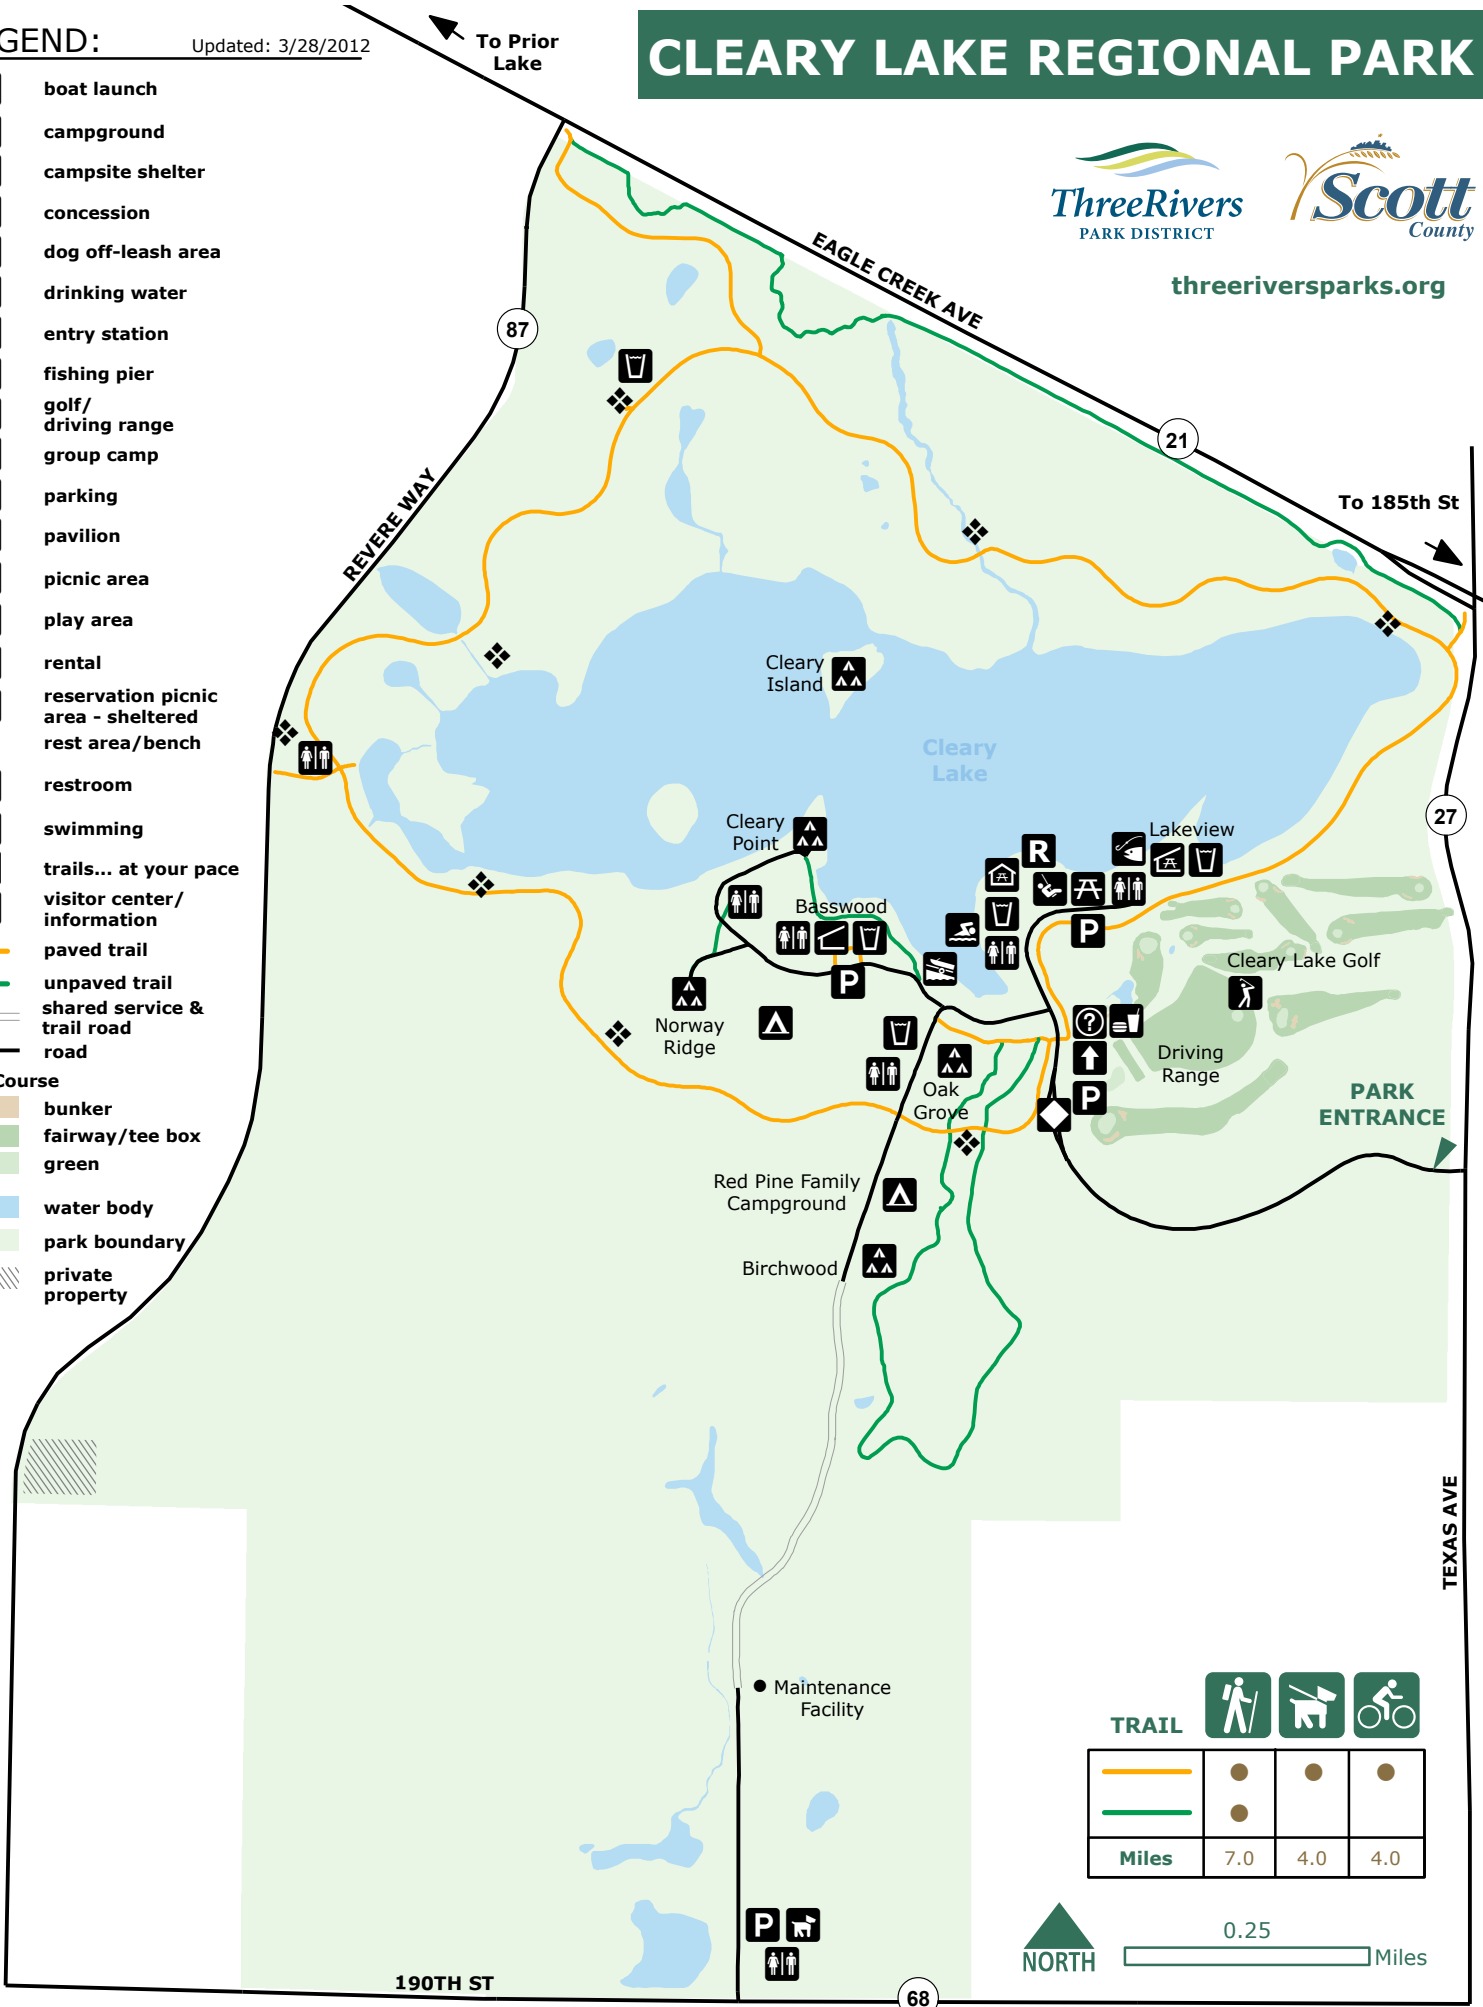 GEND:
Updated: 3/28/2012
boat launch
campground
campsite shelter
concession
dog off-leash area
drinking water
entry station
fishing pier
golf/
driving range
group camp
parking
pavilion
picnic area
play area
rental
reservation picnic
area - sheltered
rest area/bench
restroom
swimming
trails... at your pace
visitor center/
information
paved trail
unpaved trail
shared service &
trail road
road
Course
bunker
fairway/tee box
green
water body
park boundary
private
property
To Prior
Lake
CLEARY LAKE REGIONAL PARK
ThreeRivers
PARK DISTRICT
Scott
County
threeriversparks.org
EAGLE CREEK AVE
87
21
REVERE WAY
To 185th St
Cleary
Island
Cleary
Lake
27
Cleary
Point
R
Lakeview
Basswood
P
P
Cleary Lake Golf
Norway
Ridge
?
Driving
Range
Oak
Grove
P
PARK
ENTRANCE
Red Pine Family
Campground
Birchwood
TEXAS AVE
Maintenance
Facility
TRAIL
Miles 7.0 4.0 4.0
P
NORTH
0.25
Miles
190TH ST
68